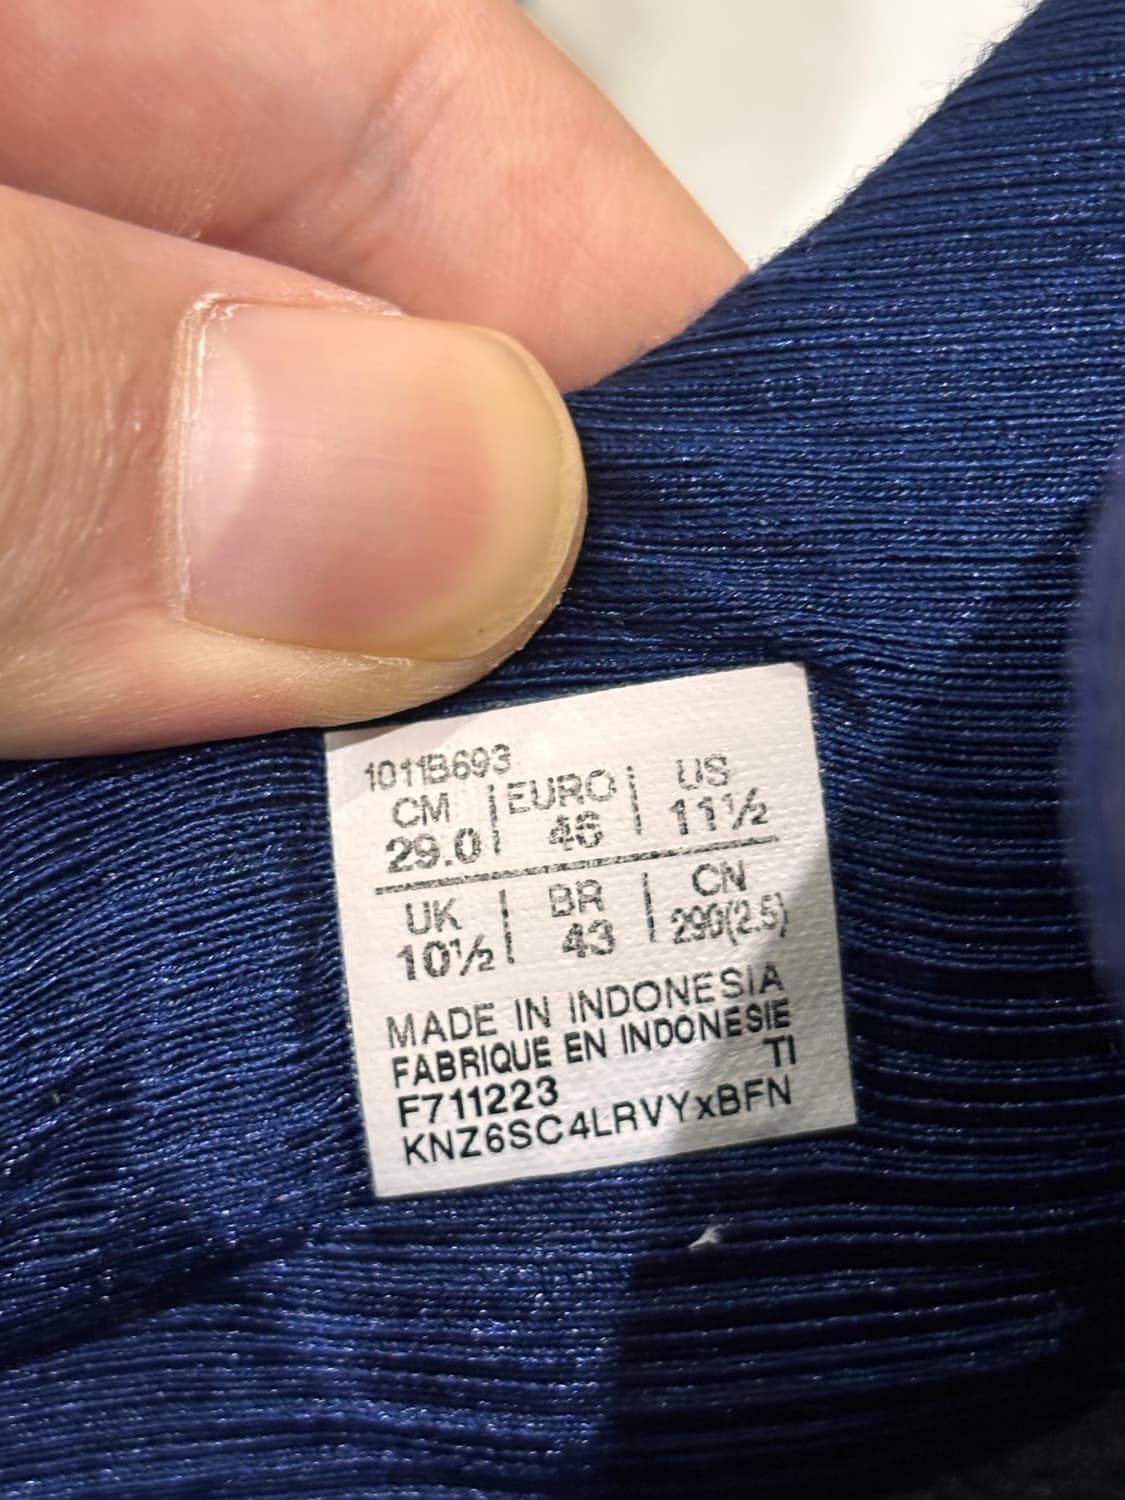 1011B693
CM | EURO | US
29.0 | 46 | 11½
UK | BR | CN
10½ | 43 | 290(2.5)
MADE IN INDONESIA
FABRIQUE EN INDONESIE
TI
F711223
KNZ6SC4LRVYxBFN